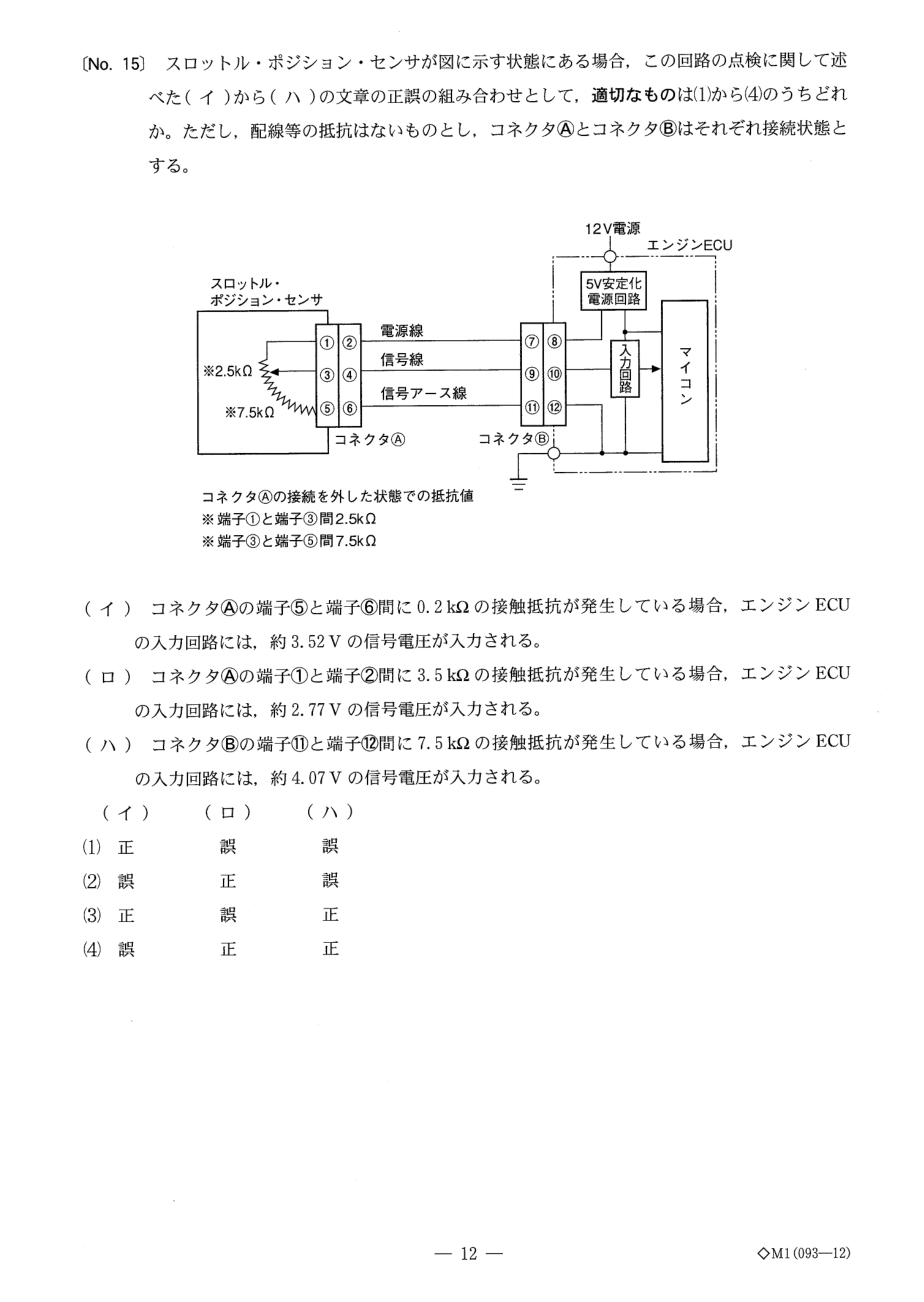 〔No. 15〕 スロットル・ポジション・センサが図に示す状態にある場合，この回路の点検に関して述
べた( イ )から( ハ )の文章の正誤の組み合わせとして，適切なものは⑴から⑷のうちどれ
か。ただし，配線等の抵抗はないものとし，コネクタⒶとコネクタⒷはそれぞれ接続状態と
する。
12V電源
エンジンECU
スロットル・
ポジション・センサ
5V安定化
電源回路
電源線
① ②
⑦ ⑧
信号線
※2.5kΩ
③ ④
⑨ ⑩
入力回路
マイコン
信号アース線
※7.5kΩ
⑤ ⑥
⑪ ⑫
コネクタⒶ
コネクタⒷ
コネクタⒶの接続を外した状態での抵抗値
※ 端子①と端子③間2.5kΩ
※ 端子③と端子⑤間7.5kΩ
( イ ) コネクタⒶの端子⑤と端子⑥間に 0.2 kΩ の接触抵抗が発生している場合，エンジン ECU
の入力回路には，約 3.52 V の信号電圧が入力される。
( ロ ) コネクタⒶの端子①と端子②間に 3.5 kΩ の接触抵抗が発生している場合，エンジン ECU
の入力回路には，約 2.77 V の信号電圧が入力される。
( ハ ) コネクタⒷの端子⑪と端子⑫間に 7.5 kΩ の接触抵抗が発生している場合，エンジン ECU
の入力回路には，約 4.07 V の信号電圧が入力される。
( イ ) ( ロ ) ( ハ )
⑴ 正 誤 誤
⑵ 誤 正 誤
⑶ 正 誤 正
⑷ 誤 正 正
— 12 —
◇M1(093—12)